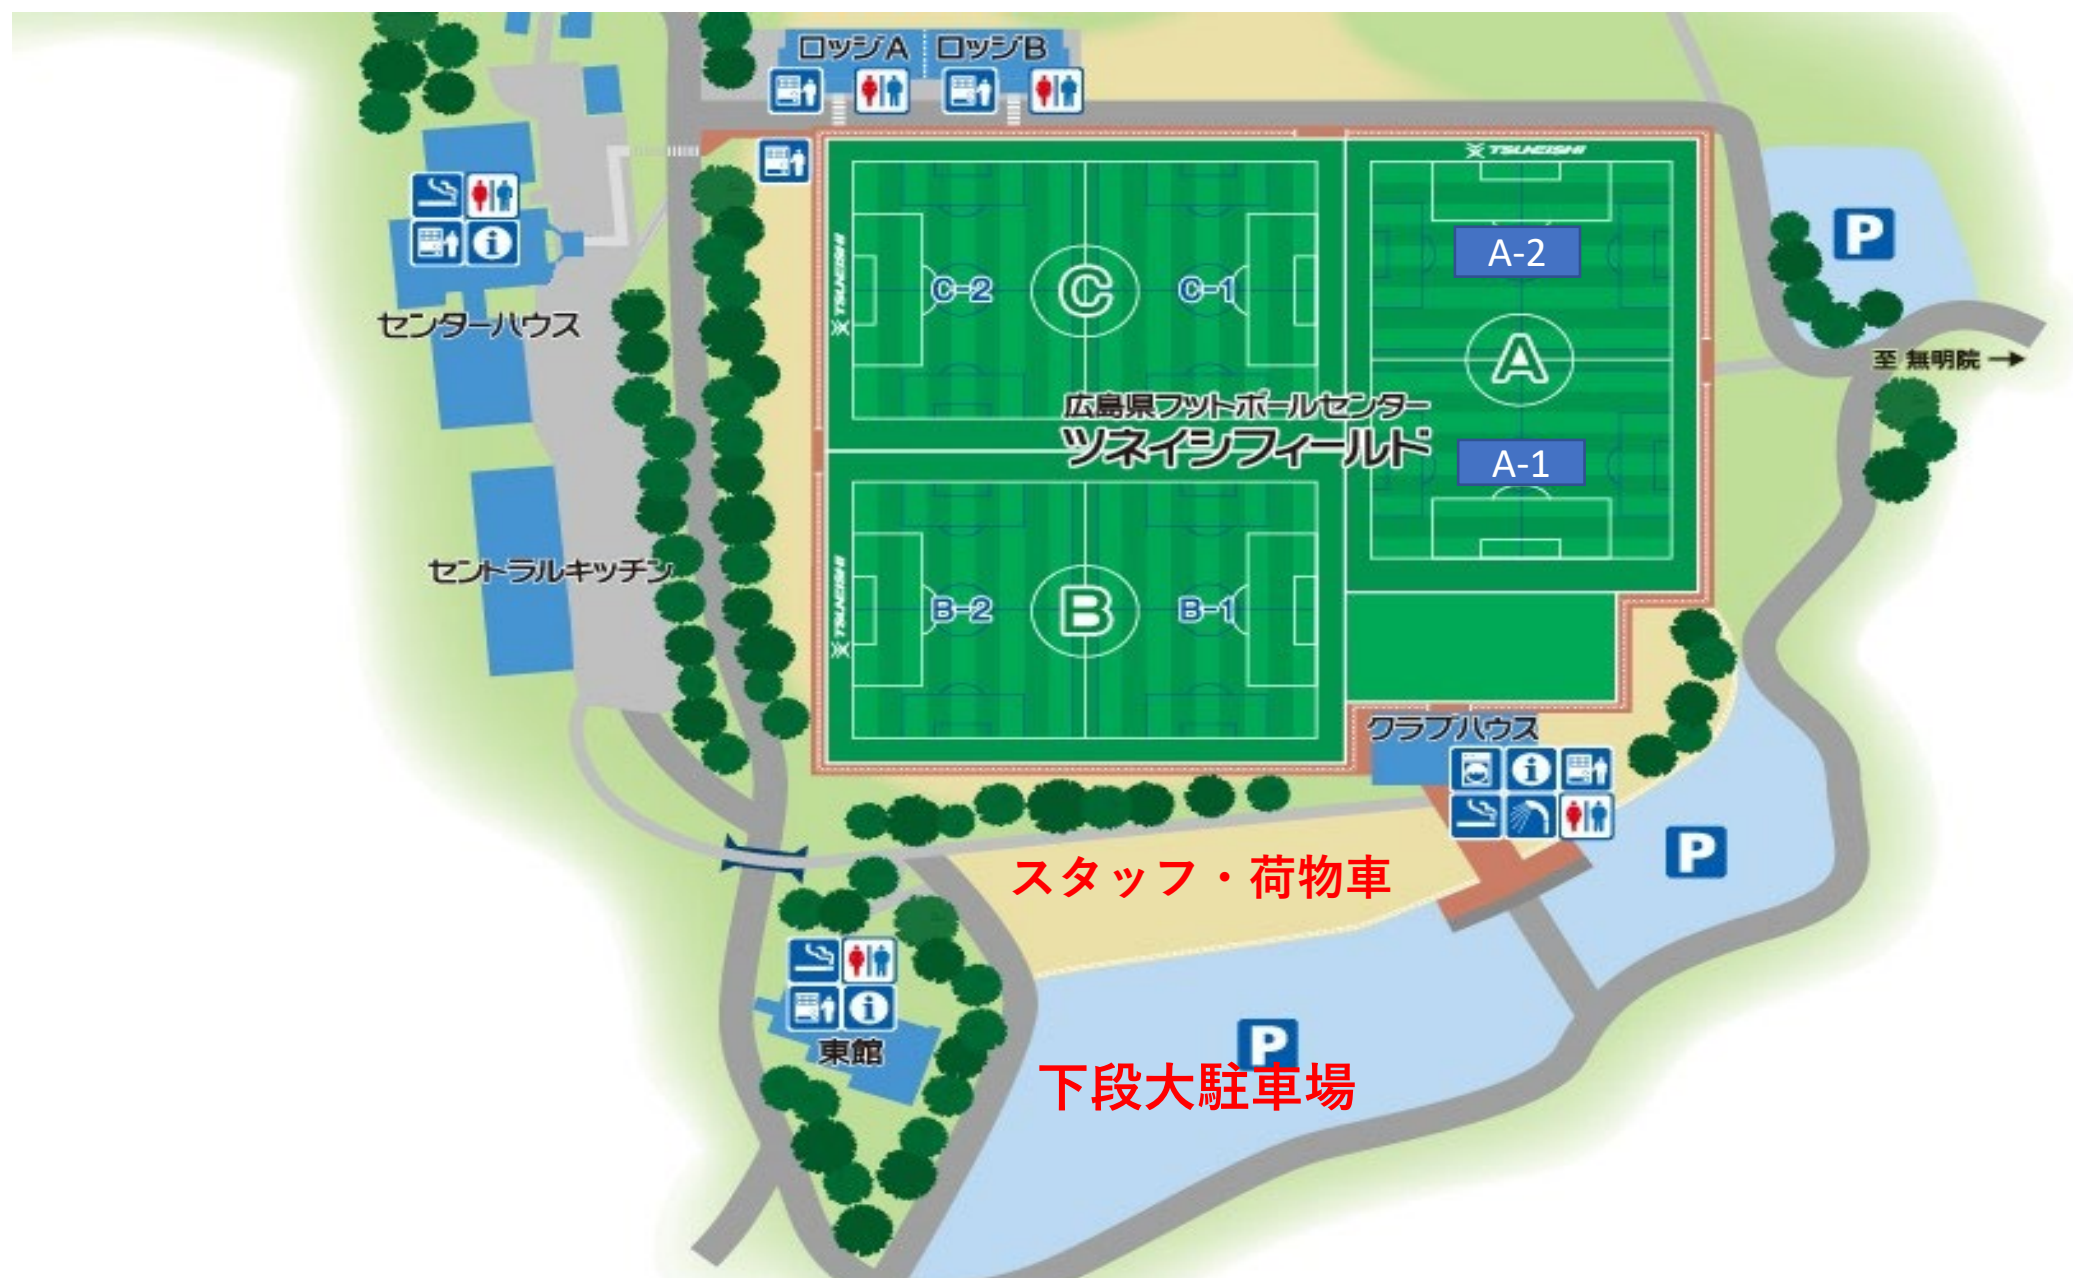 ロッジA ロッジB
TSUNEISHI
P
A-2
TSUNEISHI
C-2
C
C-1
センターハウス
A
至 無明院 →
広島県フットボールセンター
ツネイシフィールド
A-1
セントラルキッチン
TSUNEISHI
B-2
B
B-1
クラブハウス
P
スタッフ・荷物車
東館
P
下段大駐車場